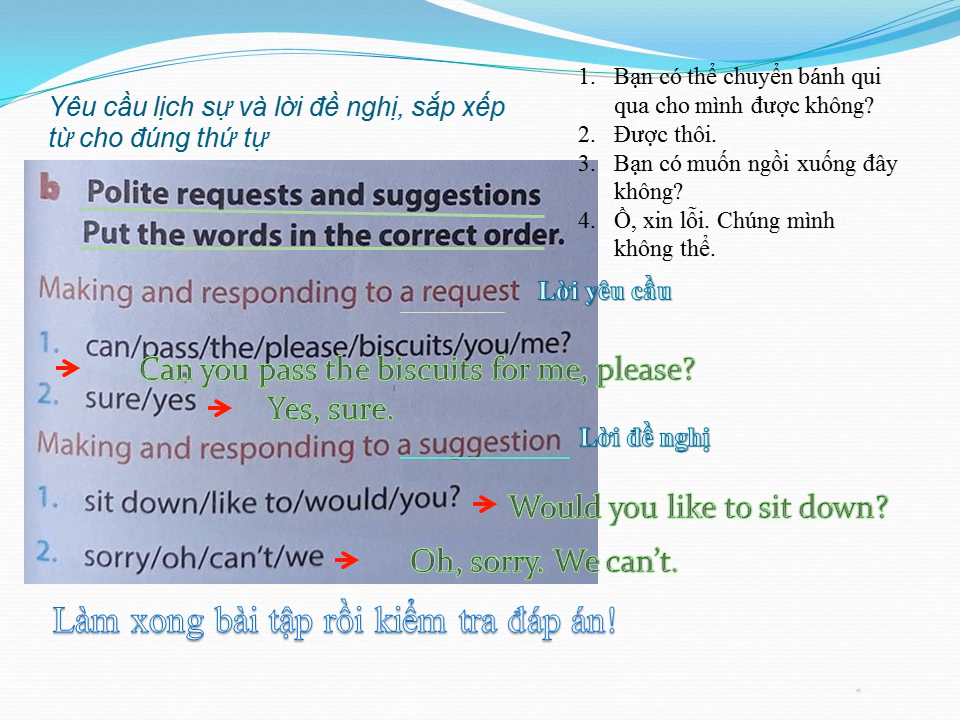 Yêu cầu lịch sự và lời đề nghị, sắp xếp
từ cho đúng thứ tự
1. Bạn có thể chuyển bánh qui
qua cho mình được không?
2. Được thôi.
3. Bạn có muốn ngồi xuống đây
không?
4. Ồ, xin lỗi. Chúng mình
không thể.
b Polite requests and suggestions
Put the words in the correct order.
Making and responding to a request Lời yêu cầu
1. can/pass/the/please/biscuits/you/me?
Can you pass the biscuits for me, please?
2. sure/yes Yes, sure.
Making and responding to a suggestion Lời đề nghị
1. sit down/like to/would/you? Would you like to sit down?
2. sorry/oh/can't/we Oh, sorry. We can't.
Làm xong bài tập rồi kiểm tra đáp án!